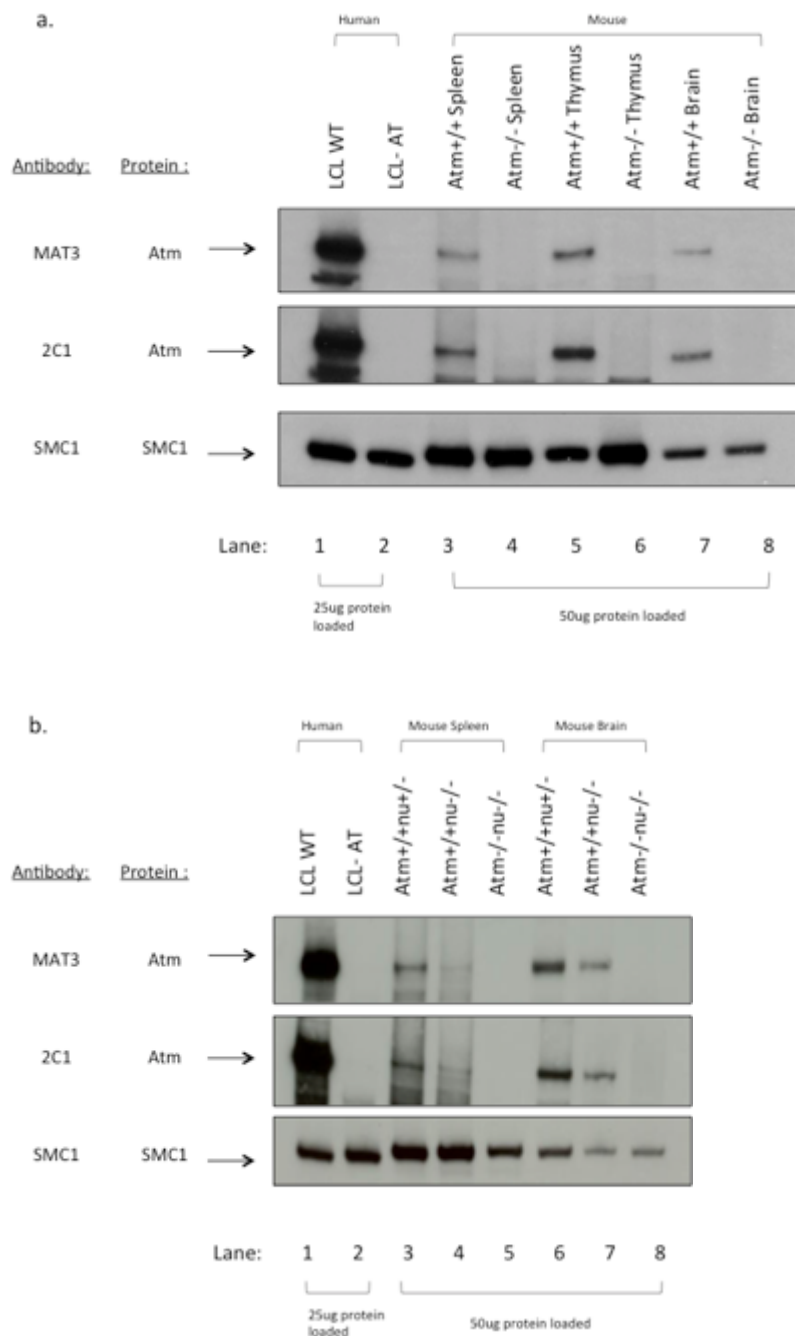 a.
Human
Mouse
LCL WT
LCL- AT
Atm+/+ Spleen
Atm-/- Spleen
Atm+/+ Thymus
Atm-/- Thymus
Atm+/+ Brain
Atm-/- Brain
Antibody: Protein :
MAT3 Atm
2C1 Atm
SMC1 SMC1
Lane: 1 2 3 4 5 6 7 8
25ug protein
loaded
50ug protein loaded
b.
Human
Mouse Spleen
Mouse Brain
LCL WT
LCL- AT
Atm+/+nu+/-
Atm+/+nu-/-
Atm-/-nu-/-
Atm+/+nu+/-
Atm+/+nu-/-
Atm-/-nu-/-
Antibody: Protein :
MAT3 Atm
2C1 Atm
SMC1 SMC1
Lane: 1 2 3 4 5 6 7 8
25ug protein
loaded
50ug protein loaded